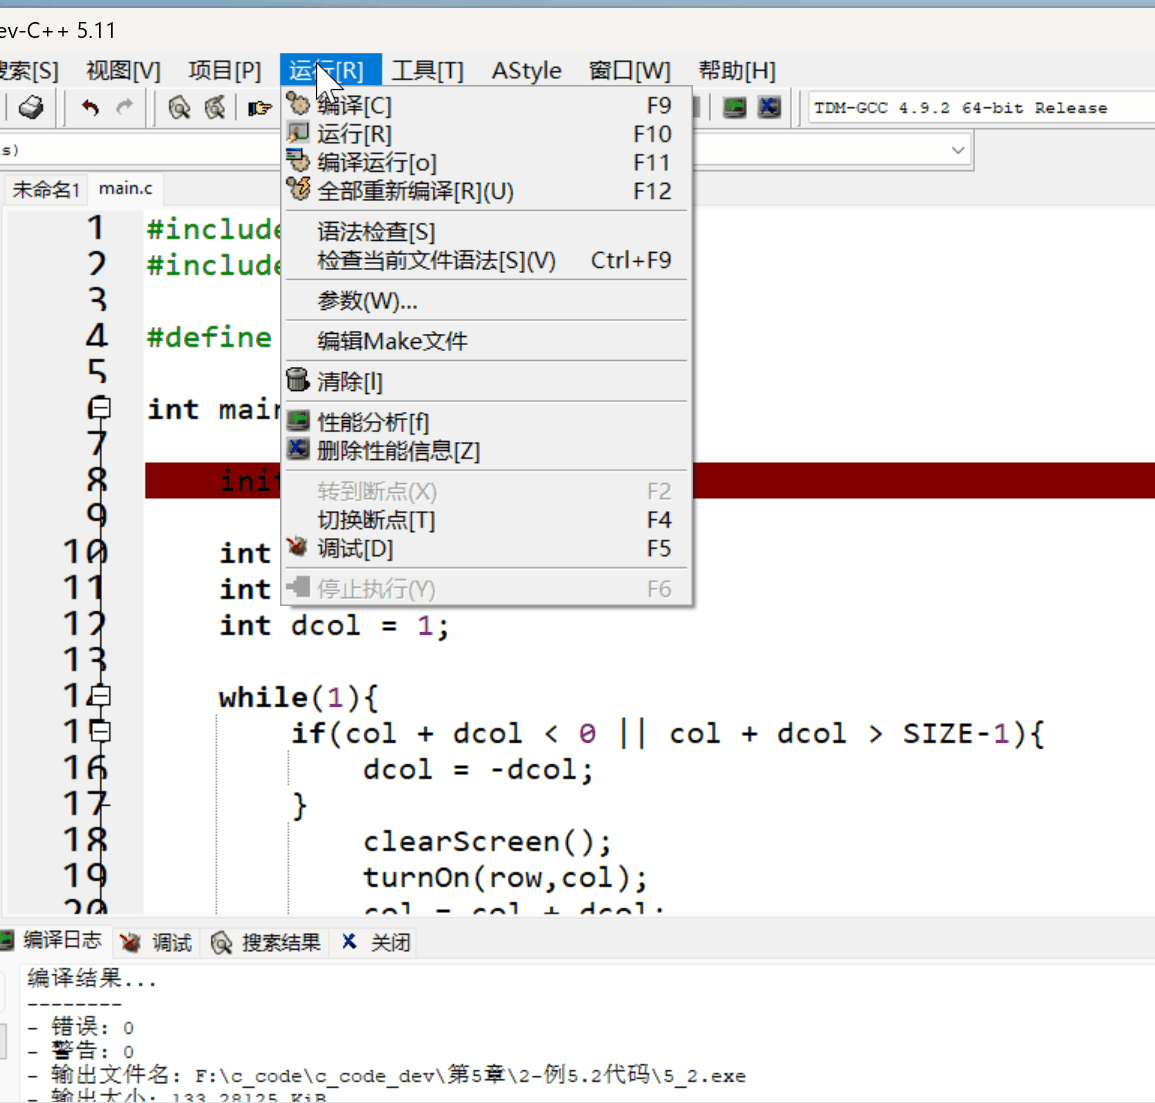 ev-C++ 5.11
搜索[S] 视图[V] 项目[P] 运行[R] 工具[T] AStyle 窗口[W] 帮助[H]
TDM-GCC 4.9.2 64-bit Release
s)
未命名1 main.c
编译[C] F9
运行[R] F10
编译运行[o] F11
全部重新编译[R](U) F12
语法检查[S]
检查当前文件语法[S](V) Ctrl+F9
参数(W)...
编辑Make文件
清除[l]
性能分析[f]
删除性能信息[Z]
转到断点(X) F2
切换断点[T] F4
调试[D] F5
停止执行(Y) F6
1 #include
2 #include
3
4 #define
5
6 int main
7
8 init
9
10 int
11 int
12 int dcol = 1;
13
14 while(1){
15 if(col + dcol < 0 || col + dcol > SIZE-1){
16 dcol = -dcol;
17 }
18 clearScreen();
19 turnOn(row,col);
20 col = col + dcol;
编译日志 调试 搜索结果 关闭
编译结果...
--------
- 错误: 0
- 警告: 0
- 输出文件名: F:\c_code\c_code_dev\第5章\2-例5.2代码\5_2.exe
- 输出大小: 133.28125 KiB